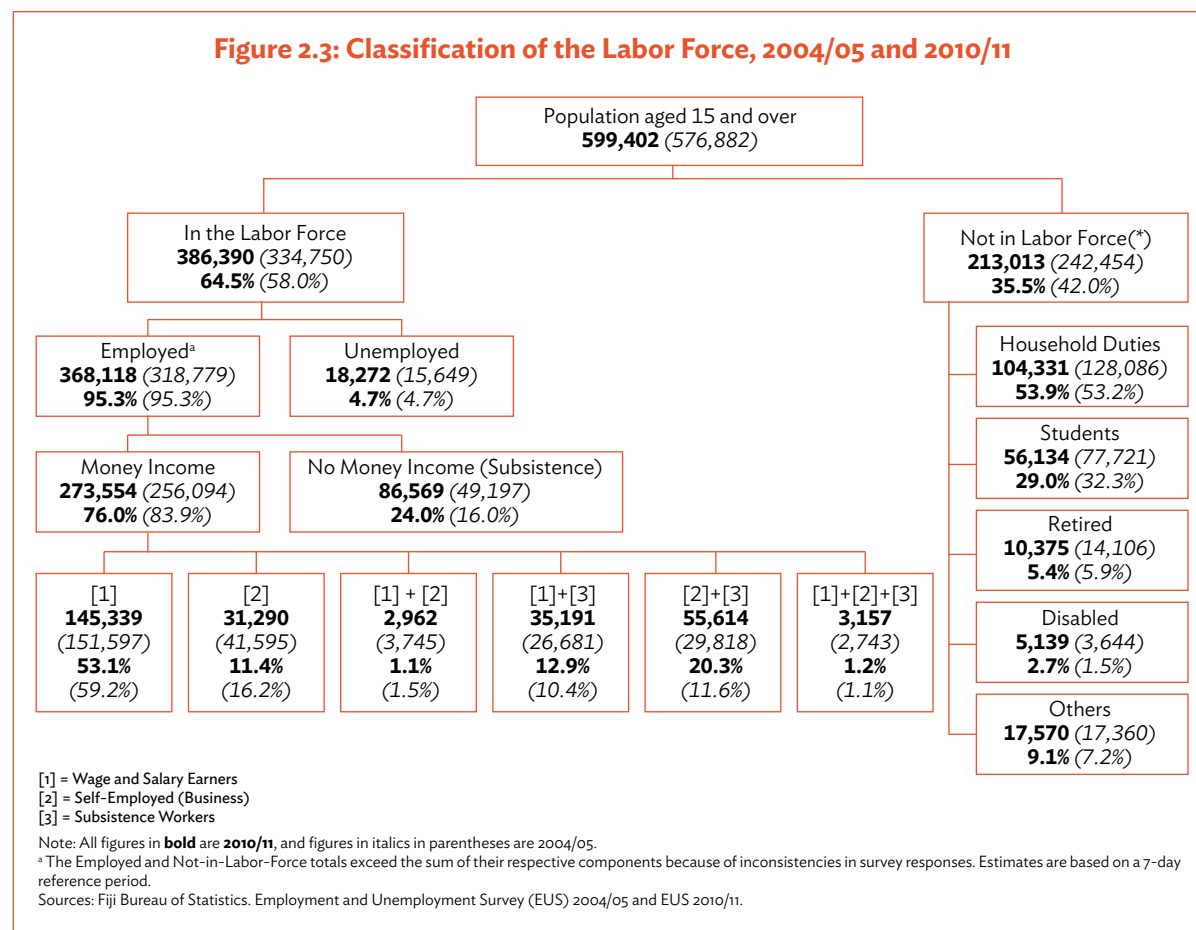 Figure 2.3: Classification of the Labor Force, 2004/05 and 2010/11
Population aged 15 and over
599,402 (576,882)
In the Labor Force
386,390 (334,750)
64.5% (58.0%)
Not in Labor Force(*)
213,013 (242,454)
35.5% (42.0%)
Employedᵃ
368,118 (318,779)
95.3% (95.3%)
Unemployed
18,272 (15,649)
4.7% (4.7%)
Money Income
273,554 (256,094)
76.0% (83.9%)
No Money Income (Subsistence)
86,569 (49,197)
24.0% (16.0%)
[1]
145,339
(151,597)
53.1%
(59.2%)
[2]
31,290
(41,595)
11.4%
(16.2%)
[1] + [2]
2,962
(3,745)
1.1%
(1.5%)
[1]+[3]
35,191
(26,681)
12.9%
(10.4%)
[2]+[3]
55,614
(29,818)
20.3%
(11.6%)
[1]+[2]+[3]
3,157
(2,743)
1.2%
(1.1%)
Household Duties
104,331 (128,086)
53.9% (53.2%)
Students
56,134 (77,721)
29.0% (32.3%)
Retired
10,375 (14,106)
5.4% (5.9%)
Disabled
5,139 (3,644)
2.7% (1.5%)
Others
17,570 (17,360)
9.1% (7.2%)
[1] = Wage and Salary Earners
[2] = Self-Employed (Business)
[3] = Subsistence Workers
Note: All figures in bold are 2010/11, and figures in italics in parentheses are 2004/05.
ᵃ The Employed and Not-in-Labor-Force totals exceed the sum of their respective components because of inconsistencies in survey responses. Estimates are based on a 7-day
reference period.
Sources: Fiji Bureau of Statistics. Employment and Unemployment Survey (EUS) 2004/05 and EUS 2010/11.